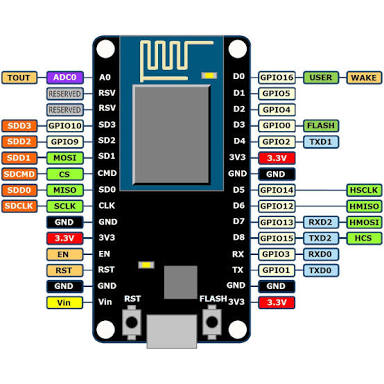 TOUT ADC0 A0 D0 GPIO16 USER WAKE
RESERVED RSV D1 GPIO5
RESERVED RSV D2 GPIO4
SDD3 GPIO10 SD3 D3 GPIO0 FLASH
SDD2 GPIO9 SD2 D4 GPIO2 TXD1
SDD1 MOSI SD1 3V3 3.3V
SDCMD CS CMD GND GND
SDD0 MISO SD0 D5 GPIO14 HSCLK
SDCLK SCLK CLK D6 GPIO12 HMISO
GND GND D7 GPIO13 RXD2 HMOSI
3.3V 3V3 D8 GPIO15 TXD2 HCS
EN EN RX GPIO3 RXD0
RST RST TX GPIO1 TXD0
GND GND GND GND
Vin Vin 3V3 3.3V
RST FLASH